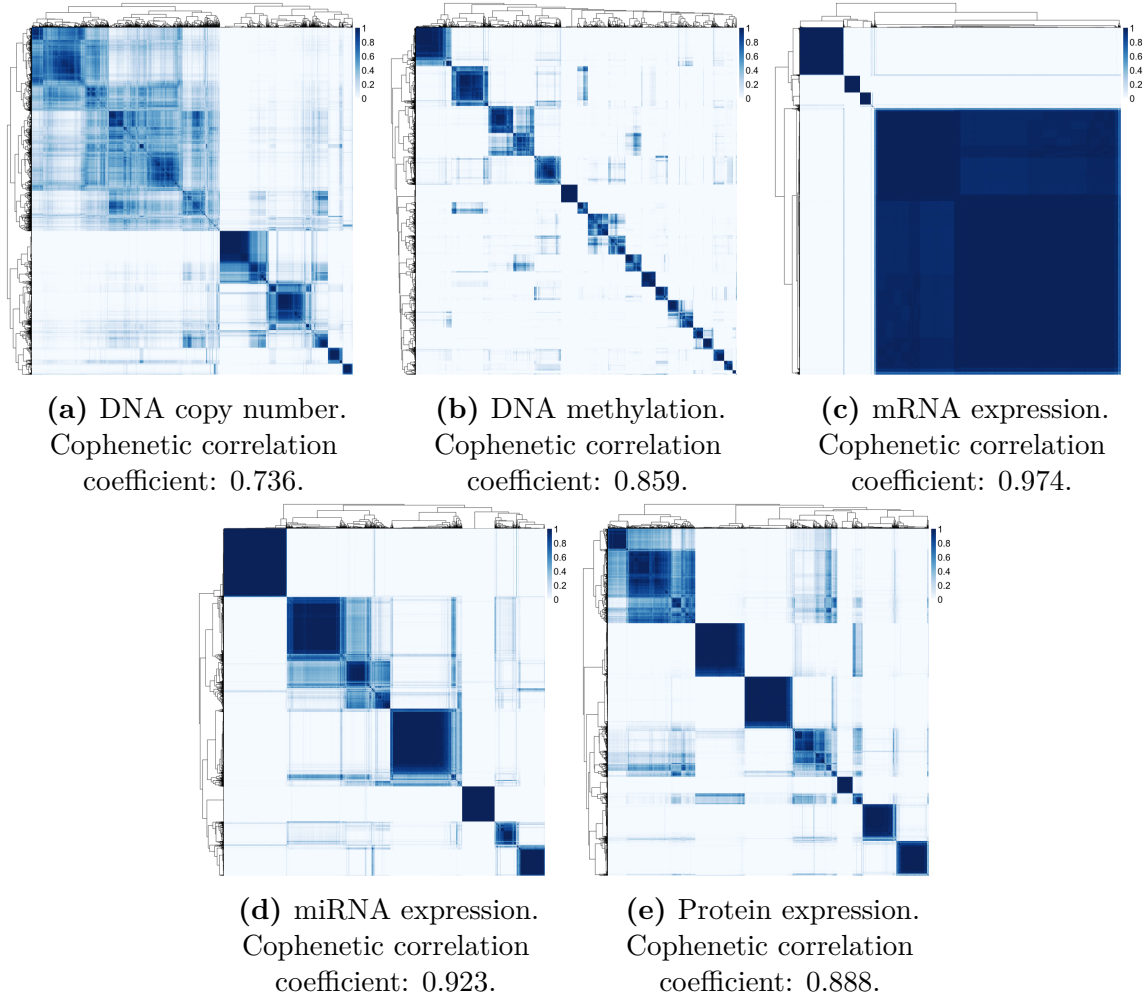 1
0.8
0.6
0.4
0.2
0
1
0.8
0.6
0.4
0.2
0
1
0.8
0.6
0.4
0.2
0
(a) DNA copy number.
Cophenetic correlation
coefficient: 0.736.
(b) DNA methylation.
Cophenetic correlation
coefficient: 0.859.
(c) mRNA expression.
Cophenetic correlation
coefficient: 0.974.
1
0.8
0.6
0.4
0.2
0
1
0.8
0.6
0.4
0.2
0
(d) miRNA expression.
Cophenetic correlation
coefficient: 0.923.
(e) Protein expression.
Cophenetic correlation
coefficient: 0.888.